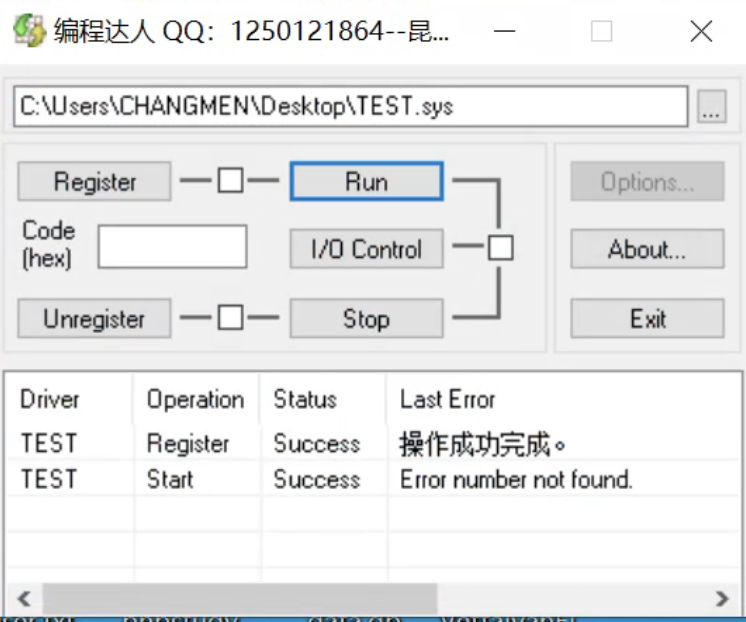 编程达人 QQ：1250121864--昆...
C:\Users\CHANGMEN\Desktop\TEST.sys
...
Register
Run
Options...
Code
(hex)
I/O Control
About...
Unregister
Stop
Exit
Driver Operation Status Last Error
TEST Register Success 操作成功完成。
TEST Start Success Error number not found.